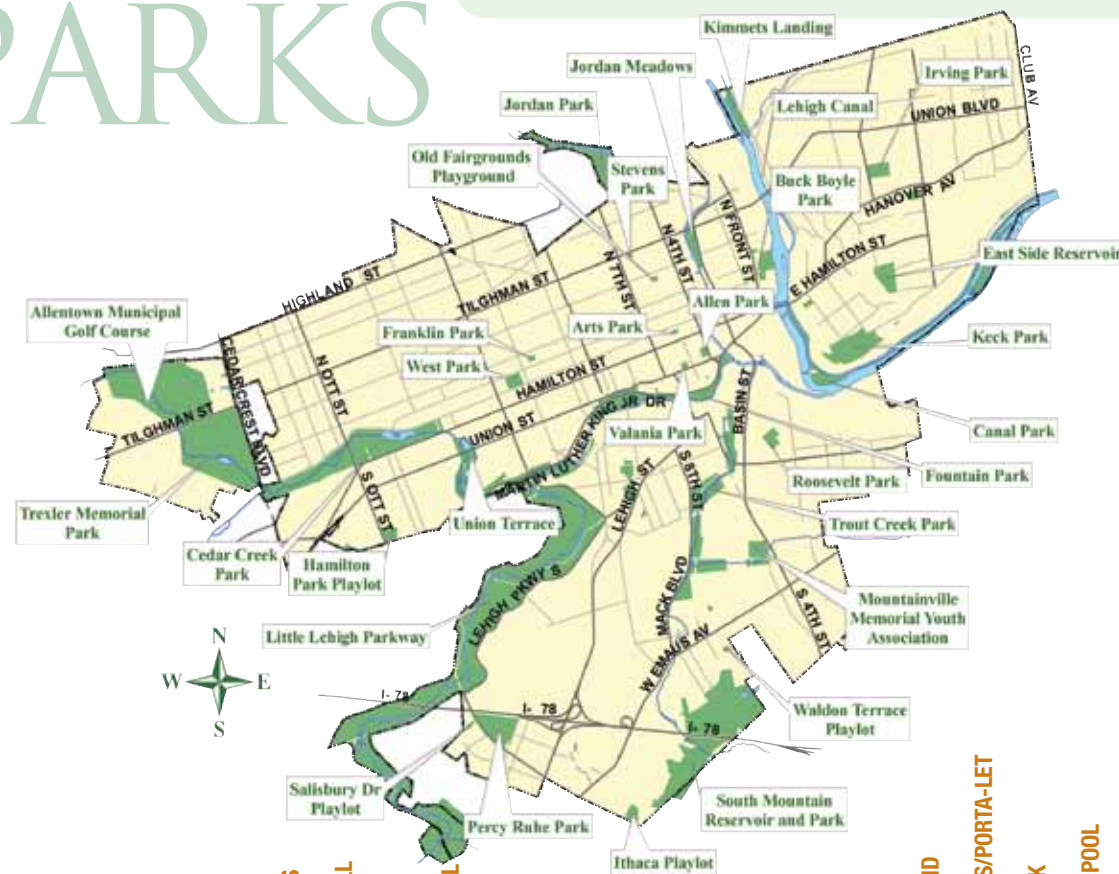 PARKS
Kimmets Landing
Jordan Meadows
CLUB AV
Irving Park
Jordan Park
Lehigh Canal
UNION BLVD
Old Fairgrounds
Playground
Stevens
Park
Buck Boyle
Park
HANOVER AV
N FRONT ST
N 4TH ST
N 7TH ST
E HAMILTON ST
East Side Reservoir
HIGHLAND ST
TILGHMAN ST
Allentown Municipal
Golf Course
Franklin Park
Arts Park
Allen Park
Keck Park
West Park
HAMILTON ST
CEDARCREST BLVD
N OTT ST
TILGHMAN ST
UNION ST
MARTIN LUTHER KING JR DR
BASIN ST
Valania Park
Canal Park
S OTT ST
LEHIGH ST
S 8TH ST
Roosevelt Park
Fountain Park
Trexler Memorial
Park
Union Terrace
Trout Creek Park
Cedar Creek
Park
Hamilton
Park Playlot
LEHIGH PKWY S
MACK BLVD
S 4TH ST
Mountainville
Memorial Youth
Association
Little Lehigh Parkway
W EMAUS AV
N
W
E
S
I- 78
I- 78
I- 78
Waldon Terrace
Playlot
Salisbury Dr
Playlot
Percy Ruhe Park
South Mountain
Reservoir and Park
Ithaca Playlot
S/PORTA-LET
POOL